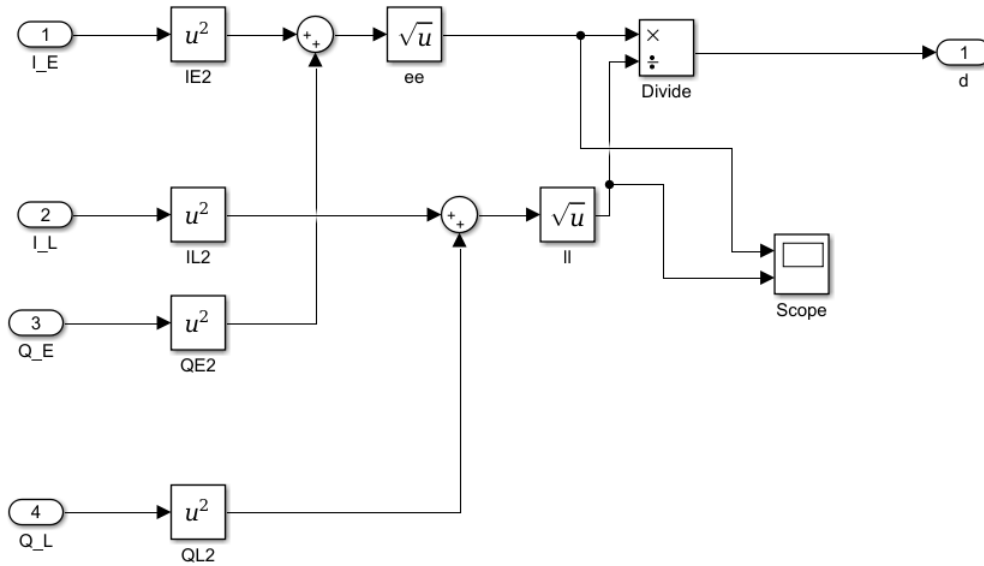 1
I_E
u²
IE2
+
+
√u
ee
×
÷
Divide
1
d
2
I_L
u²
IL2
+
+
√u
ll
Scope
3
Q_E
u²
QE2
4
Q_L
u²
QL2